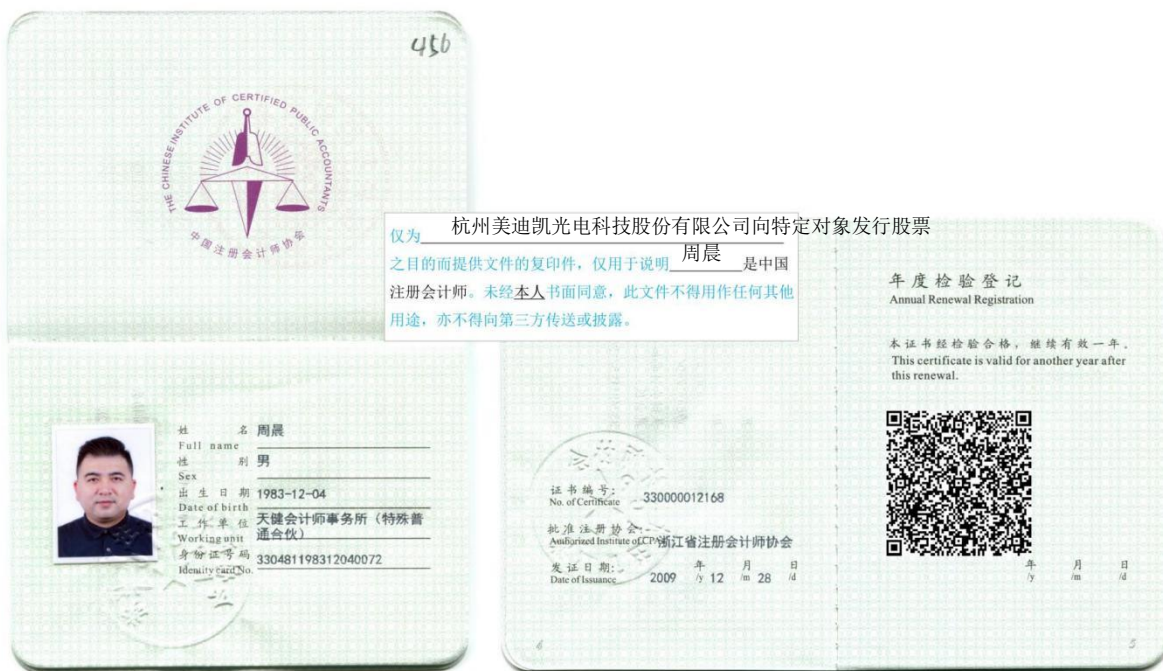 456
THE CHINESE INSTITUTE OF CERTIFIED PUBLIC ACCOUNTANTS
中国注册会计师协会
仅为 杭州美迪凯光电科技股份有限公司向特定对象发行股票
之目的而提供文件的复印件，仅用于说明 周晨 是中国
注册会计师。未经本人书面同意，此文件不得用作任何其他
用途，亦不得向第三方传送或披露。
姓 名 周晨
Full name
性 别 男
Sex
出生日期 1983-12-04
Date of birth
工作单位 天健会计师事务所（特殊普
Working unit 通合伙）
身份证号码 330481198312040072
Identity card No.
证书编号: 330000012168
No. of Certificate
批准注册协会: 浙江省注册会计师协会
Authorized Institute of CPAs
发证日期: 2009 年 12 月 28 日
Date of Issuance /y /m /d
6
年度检验登记
Annual Renewal Registration
本证书经检验合格，继续有效一年。
This certificate is valid for another year after
this renewal.
年 月 日
/y /m /d
5